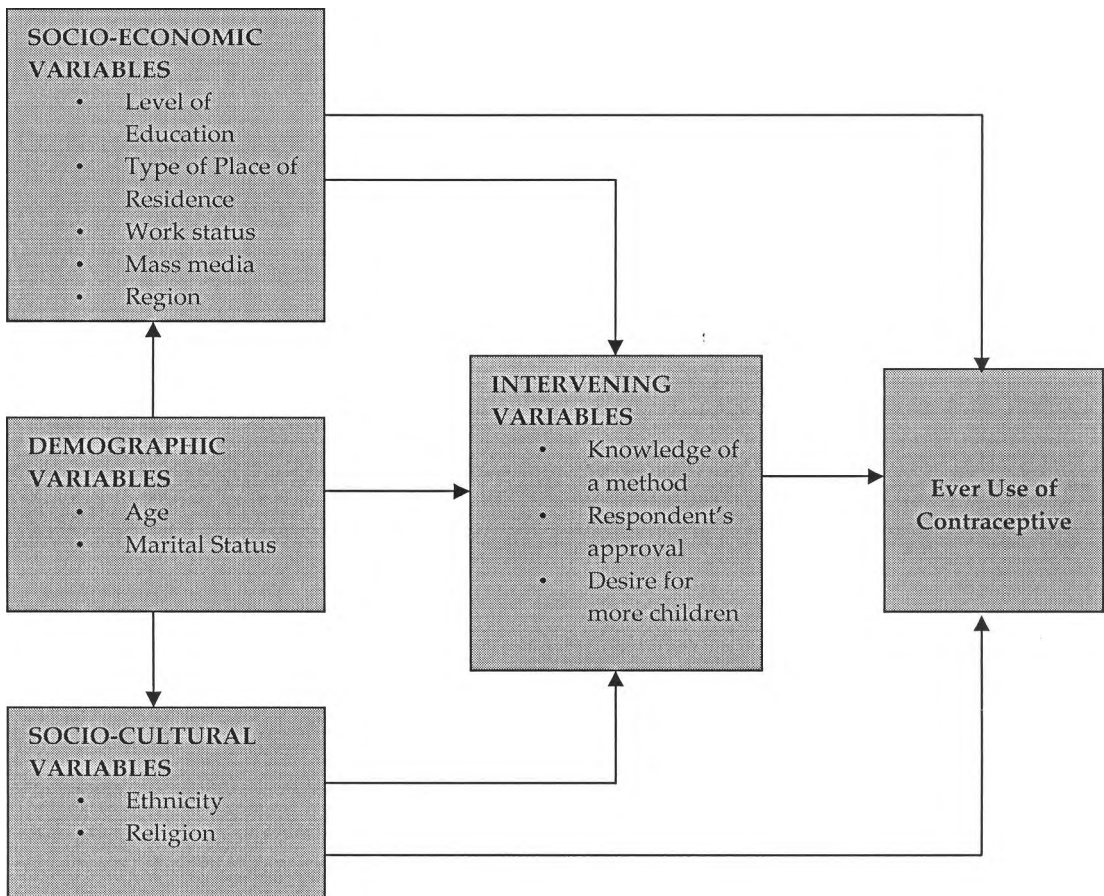 SOCIO-ECONOMIC
VARIABLES
• Level of
Education
• Type of Place of
Residence
• Work status
• Mass media
• Region
DEMOGRAPHIC
VARIABLES
• Age
• Marital Status
SOCIO-CULTURAL
VARIABLES
• Ethnicity
• Religion
INTERVENING
VARIABLES
• Knowledge of
a method
• Respondent's
approval
• Desire for
more children
Ever Use of
Contraceptive